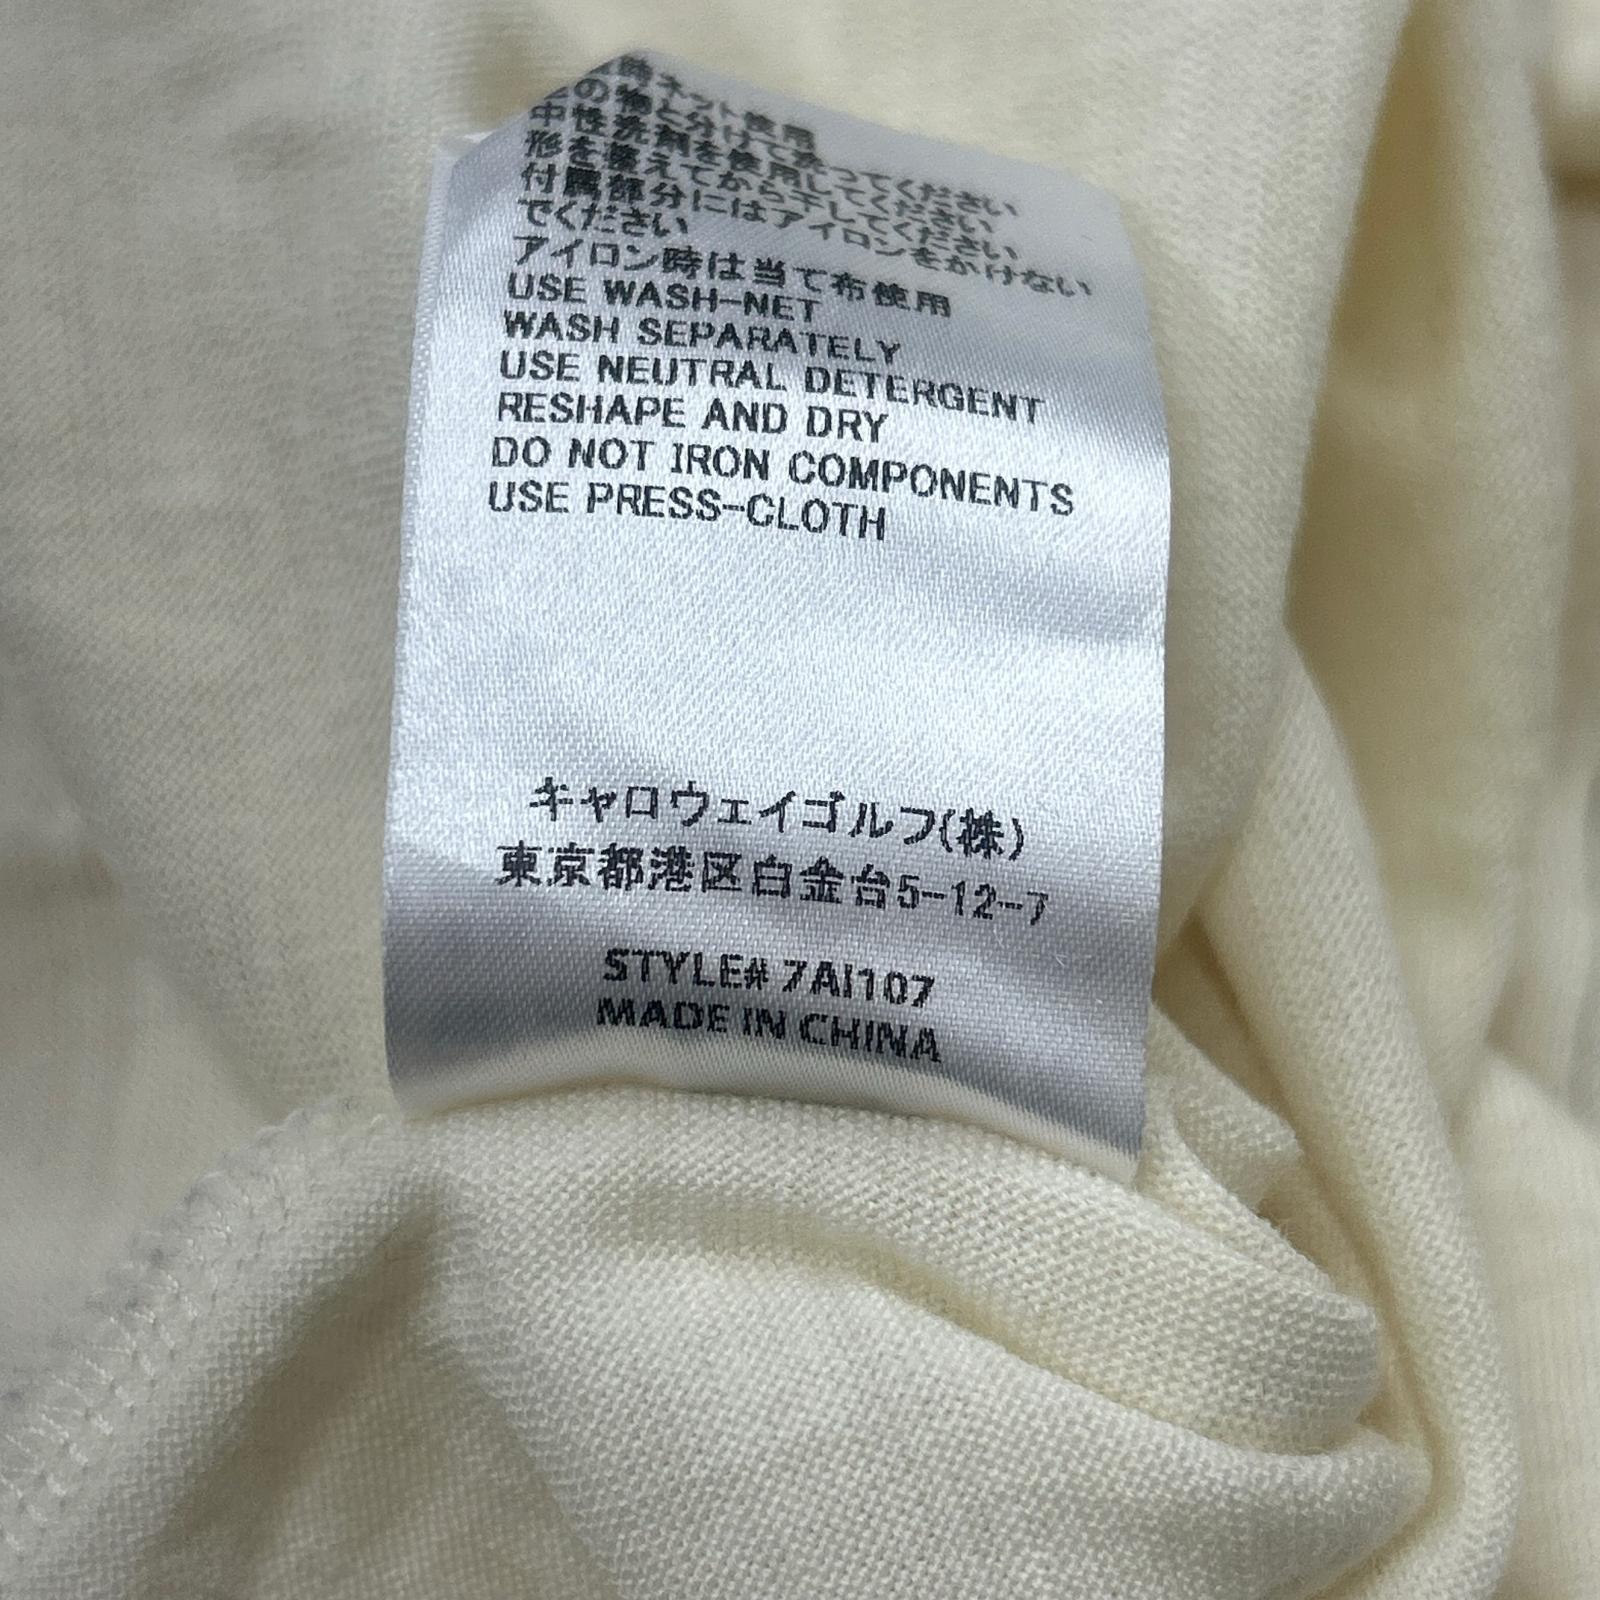 時ネット使用
の物と分けて洗ってください
中性洗剤を使用してください
形を整えてから干してください
付属部分にはアイロンをかけない
でください
アイロン時は当て布使用
USE WASH-NET
WASH SEPARATELY
USE NEUTRAL DETERGENT
RESHAPE AND DRY
DO NOT IRON COMPONENTS
USE PRESS-CLOTH
キャロウェイゴルフ(株)
東京都港区白金台5-12-7
STYLE# 7AI107
MADE IN CHINA